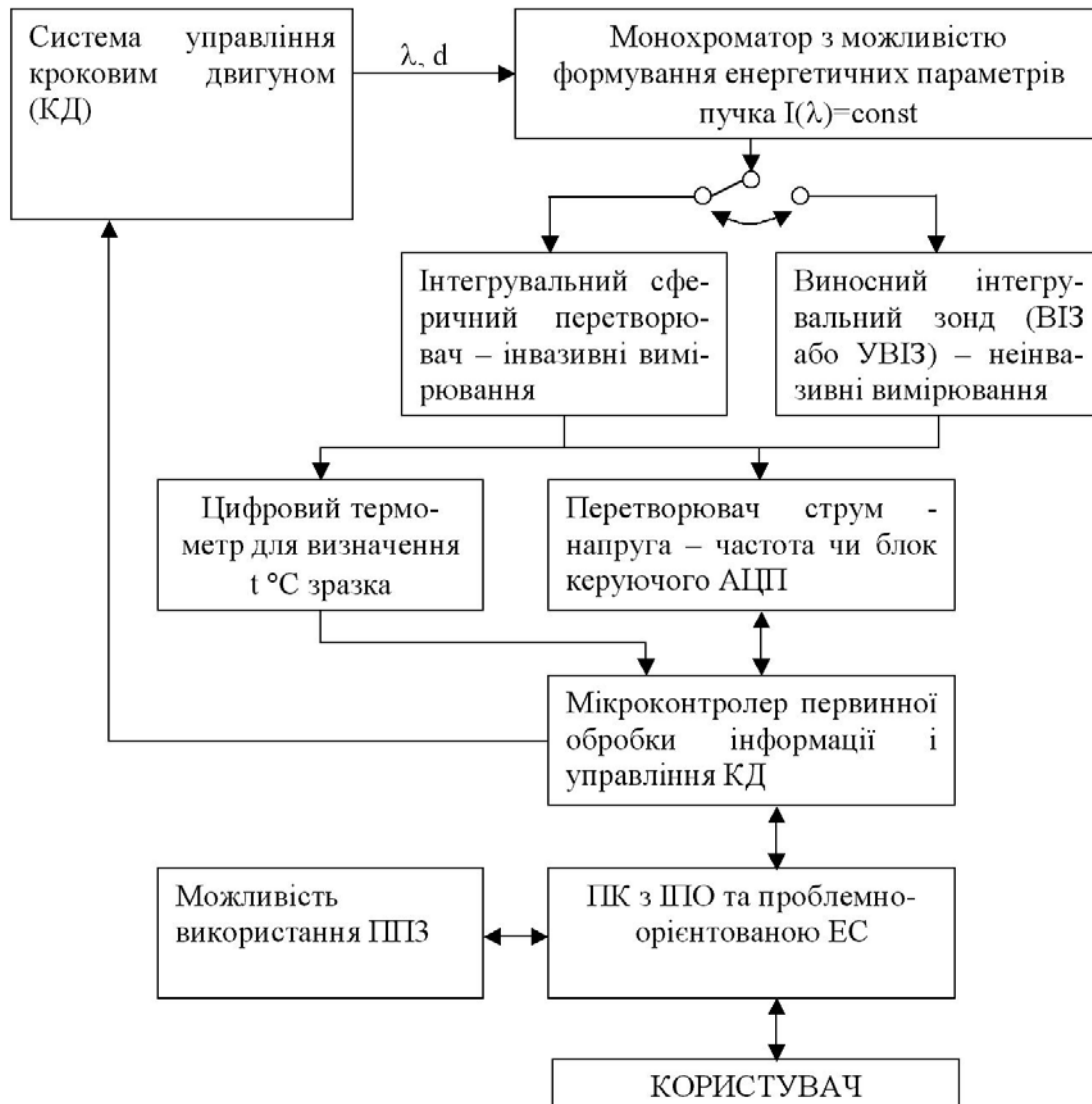 Система управління
кроковим двигуном
(КД)
λ, d
Монохроматор з можливістю
формування енергетичних параметрів
пучка I(λ)=const
Інтегрувальний сфе-
ричний перетворю-
вач – інвазивні вимі-
рювання
Виносний інтегру-
вальний зонд (ВІЗ
або УВІЗ) – неінва-
зивні вимірювання
Цифровий термо-
метр для визначення
t °C зразка
Перетворювач струм -
напруга – частота чи блок
керуючого АЦП
Мікроконтролер первинної
обробки інформації і
управління КД
Можливість
використання ППЗ
ПК з ІПО та проблемно-
орієнтованою ЕС
КОРИСТУВАЧ